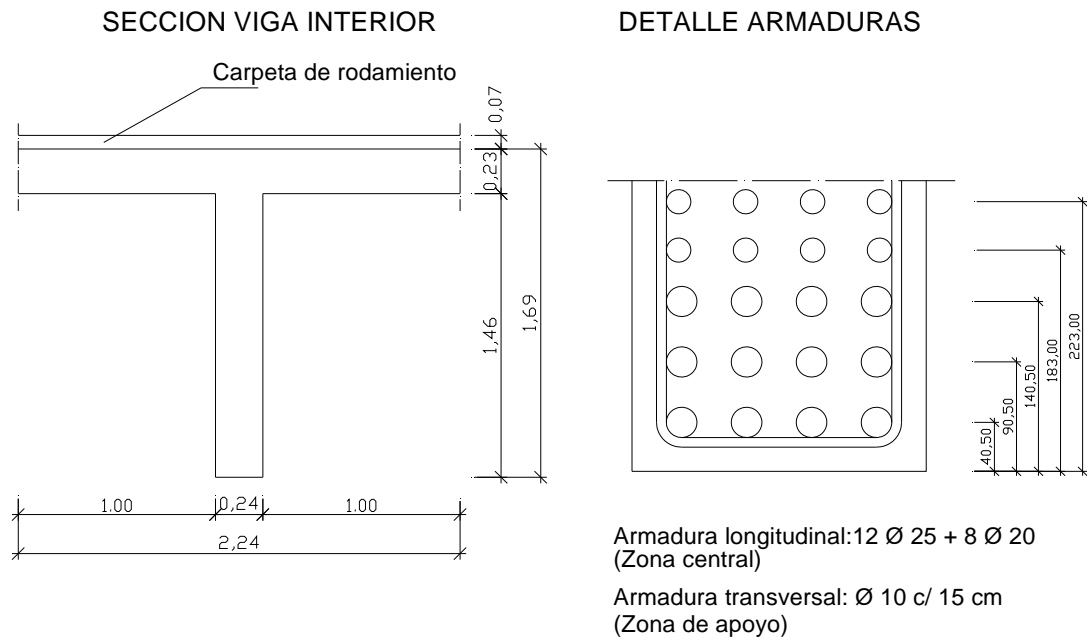 SECCION VIGA INTERIOR
DETALLE ARMADURAS
Carpeta de rodamiento
0,07
0,23
1,46
1,69
1.00
0,24
1.00
2,24
40,50
90,50
140,50
183,00
223,00
Armadura longitudinal:12 Ø 25 + 8 Ø 20
(Zona central)
Armadura transversal: Ø 10 c/ 15 cm
(Zona de apoyo)